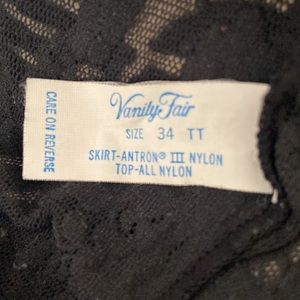 CARE ON REVERSE
Vanity Fair
SIZE 34 TT
SKIRT-ANTRON® III NYLON
TOP-ALL NYLON